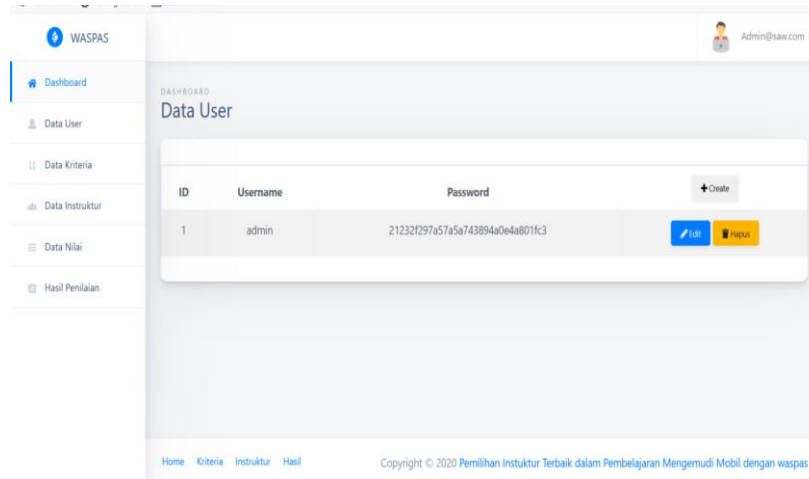 WASPAS
Admin@saw.com
Dashboard
Data User
Data Kriteria
Data Instruktur
Data Nilai
Hasil Penilaian
DASHBOARD
Data User
ID Username Password Create
1 admin 21232f297a57a5a743894a0e4a801fc3 Edit Hapus
Home Kriteria Instruktur Hasil
Copyright © 2020 Pemilihan Instuktur Terbaik dalam Pembelajaran Mengemudi Mobil dengan waspas